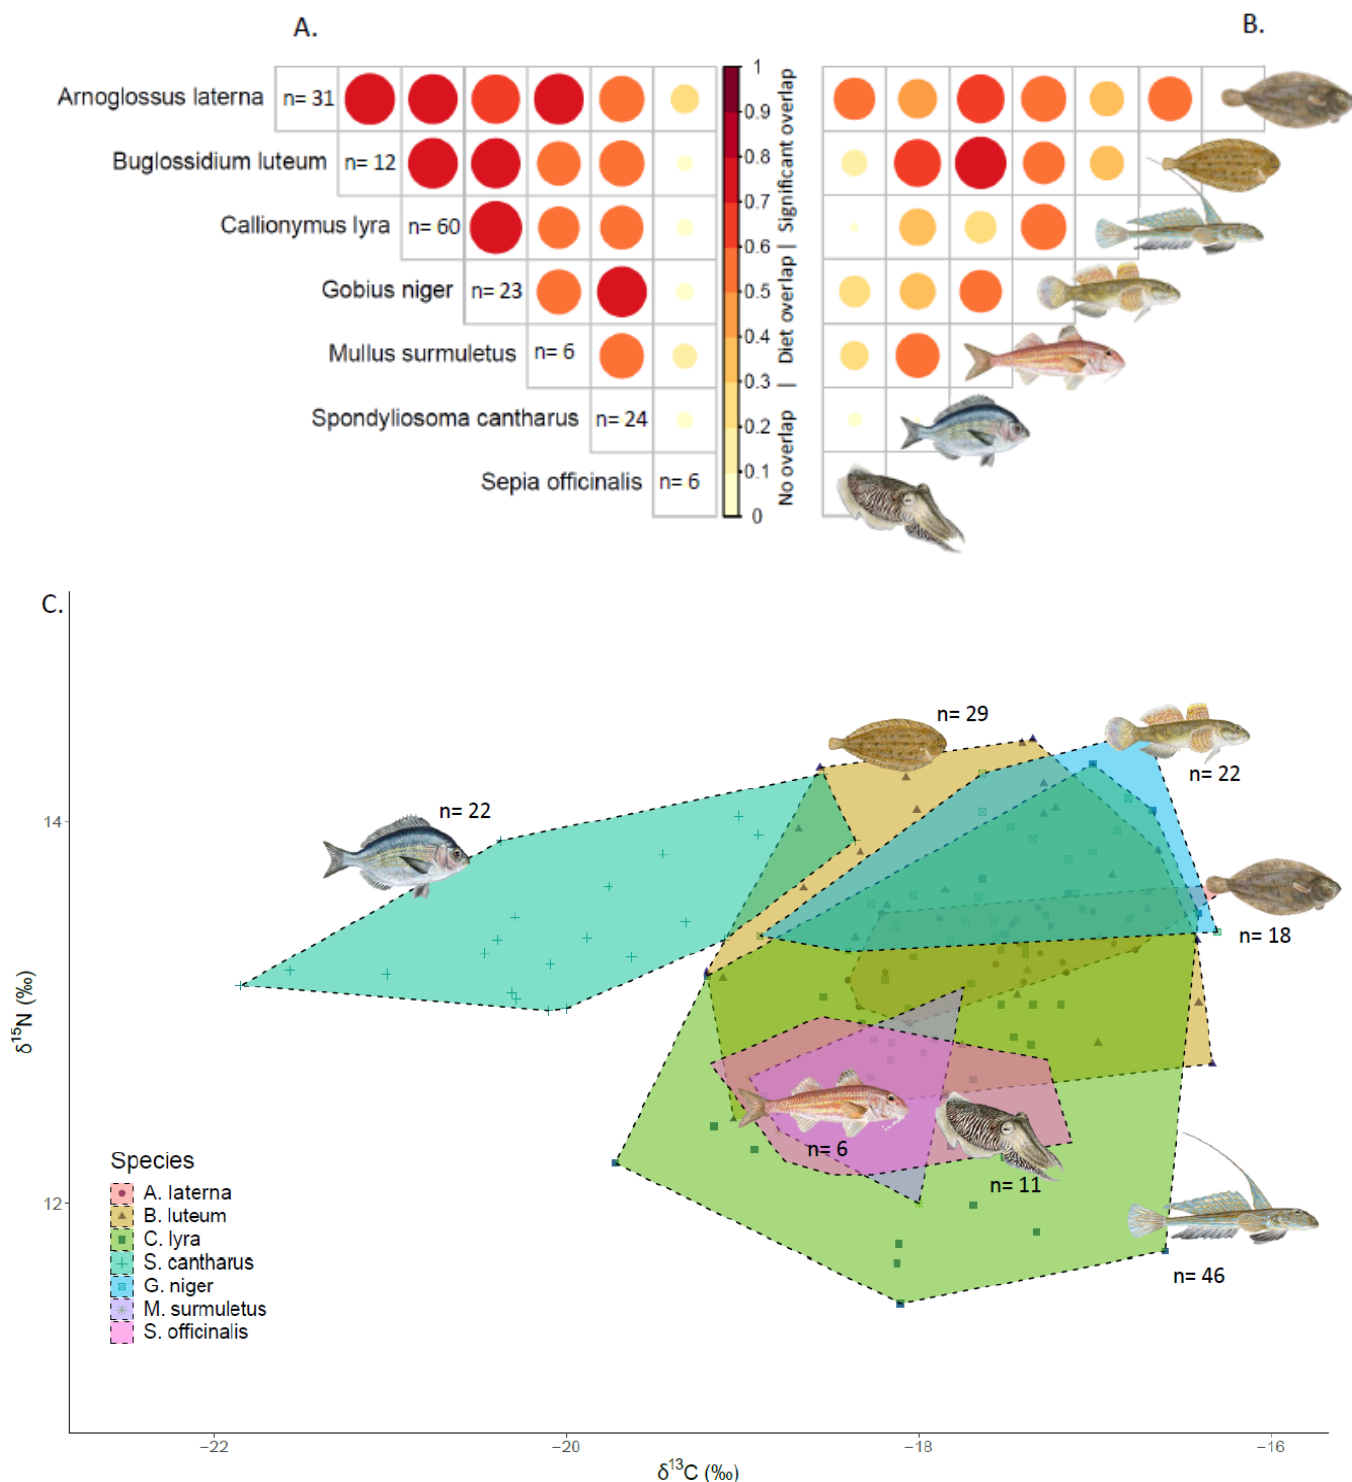 A.
B.
Arnoglossus laterna n= 31
Buglossidium luteum n= 12
Callionymus lyra n= 60
Gobius niger n= 23
Mullus surmuletus n= 6
Spondyliosoma cantharus n= 24
Sepia officinalis n= 6
1
0.9
0.8
0.7
0.6
0.5
0.4
0.3
0.2
0.1
0
No overlap | Diet overlap | Significant overlap
C.
n= 29
n= 22
n= 22
n= 18
n= 6
n= 11
n= 46
14
12
δ15N (‰)
Species
A. laterna
B. luteum
C. lyra
S. cantharus
G. niger
M. surmuletus
S. officinalis
−22
−20
−18
−16
δ13C (‰)